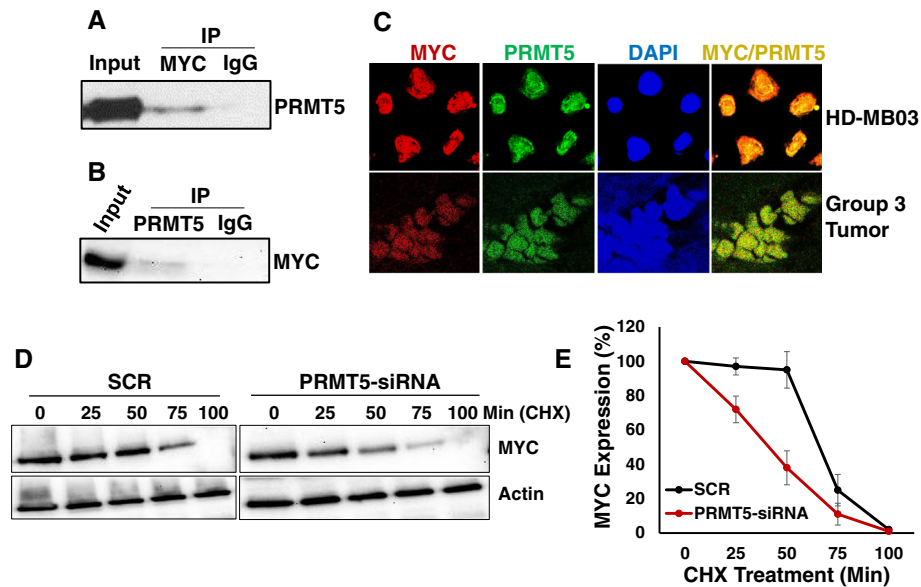 A
IP
Input MYC IgG
PRMT5
B
IP
Input PRMT5 IgG
MYC
C
MYC PRMT5 DAPI MYC/PRMT5
HD-MB03
Group 3
Tumor
D
SCR PRMT5-siRNA
0 25 50 75 100 0 25 50 75 100 Min (CHX)
MYC
Actin
E
MYC Expression (%)
120
100
80
60
40
20
0
SCR
PRMT5-siRNA
0 25 50 75 100
CHX Treatment (Min)